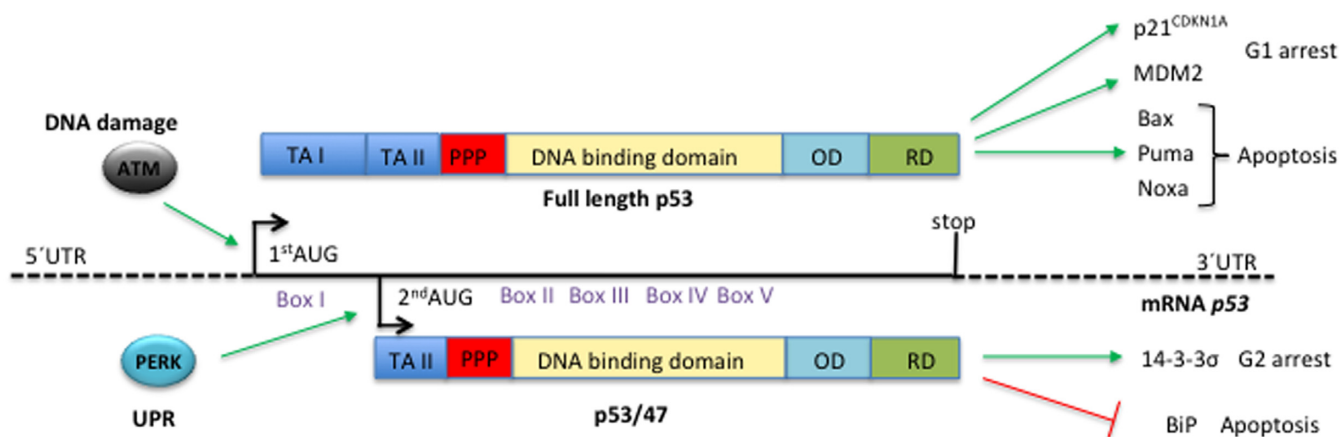 p21CDKN1A
G1 arrest
MDM2
DNA damage
ATM
TA I TA II PPP DNA binding domain OD RD
Bax
Puma
Noxa
Apoptosis
Full length p53
stop
5´UTR
1stAUG
3´UTR
Box I
2ndAUG
Box II Box III Box IV Box V
mRNA p53
PERK
UPR
TA II PPP DNA binding domain OD RD
14-3-3σ G2 arrest
p53/47
BiP Apoptosis